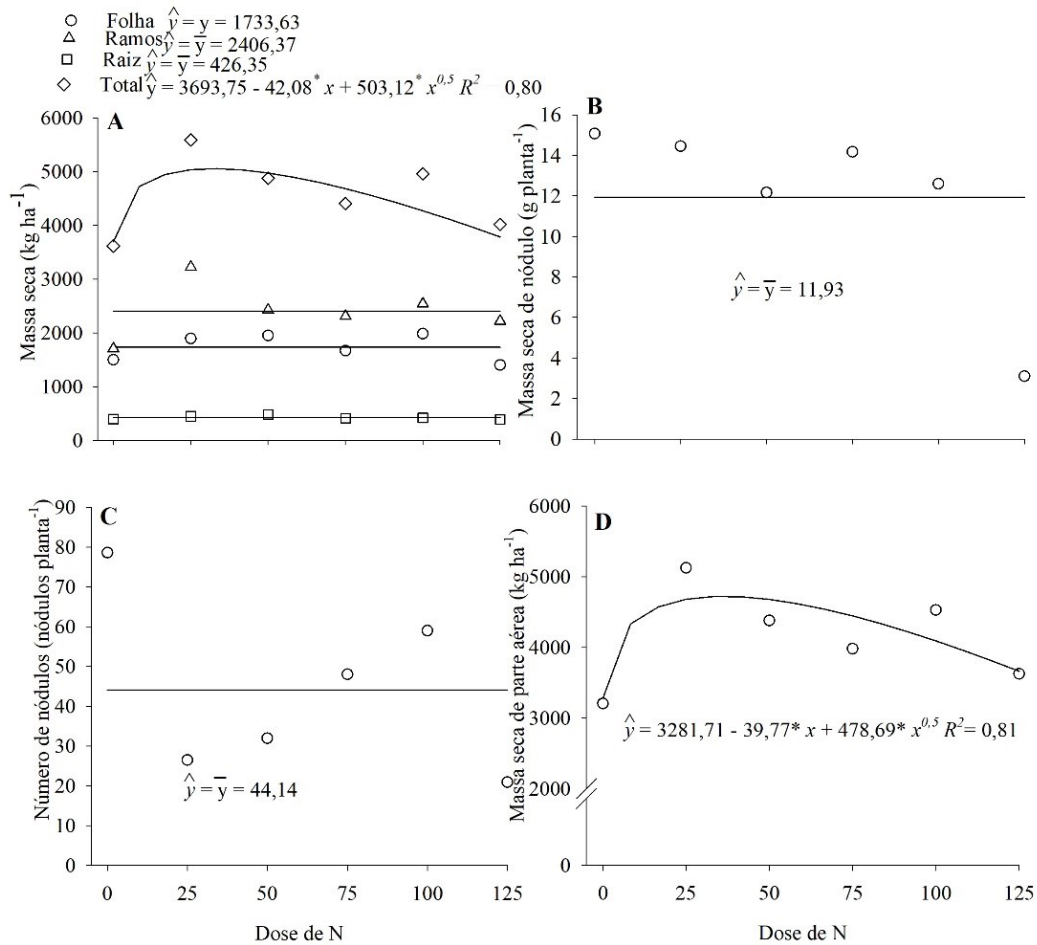 Folha ŷ = y = 1733,63
Ramos ŷ = y̅ = 2406,37
Raiz ŷ = y̅ = 426,35
Total ŷ = 3693,75 - 42,08* x + 503,12* x^0,5 R² 0,80
A
6000
5000
4000
3000
2000
1000
0
Massa seca (kg ha⁻¹)
B
16
14
12
10
8
6
4
2
0
Massa seca de nódulo (g planta⁻¹)
ŷ = y̅ = 11,93
C
90
80
70
60
50
40
30
20
10
0
Número de nódulos (nódulos planta⁻¹)
ŷ = y̅ = 44,14
0 25 50 75 100 125
Dose de N
D
6000
5000
4000
3000
2000
0
Massa seca de parte aérea (kg ha⁻¹)
ŷ = 3281,71 - 39,77* x + 478,69* x^0,5 R² = 0,81
0 25 50 75 100 125
Dose de N